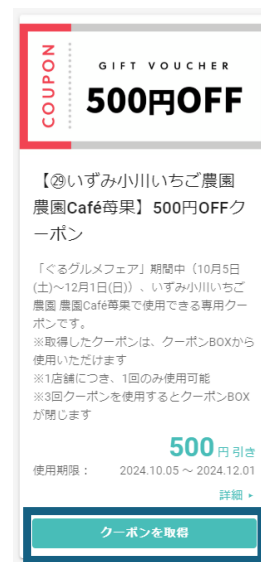 COUPON
GIFT VOUCHER
500円OFF
【㉙いずみ小川いちご農園
農園Café苺果】500円OFFク
ーポン
「ぐるグルメフェア」期間中（10月5日
(土)～12月1日(日)）、いずみ小川いちご
農園 農園Café苺果で使用できる専用クー
ポンです。
※取得したクーポンは、クーポンBOXから
使用いただけます
※1店舗につき、1回のみ使用可能
※3回クーポンを使用するとクーポンBOX
が閉じます
500 円 引き
使用期限： 2024.10.05 ～ 2024.12.01
詳細 ▸
クーポンを取得